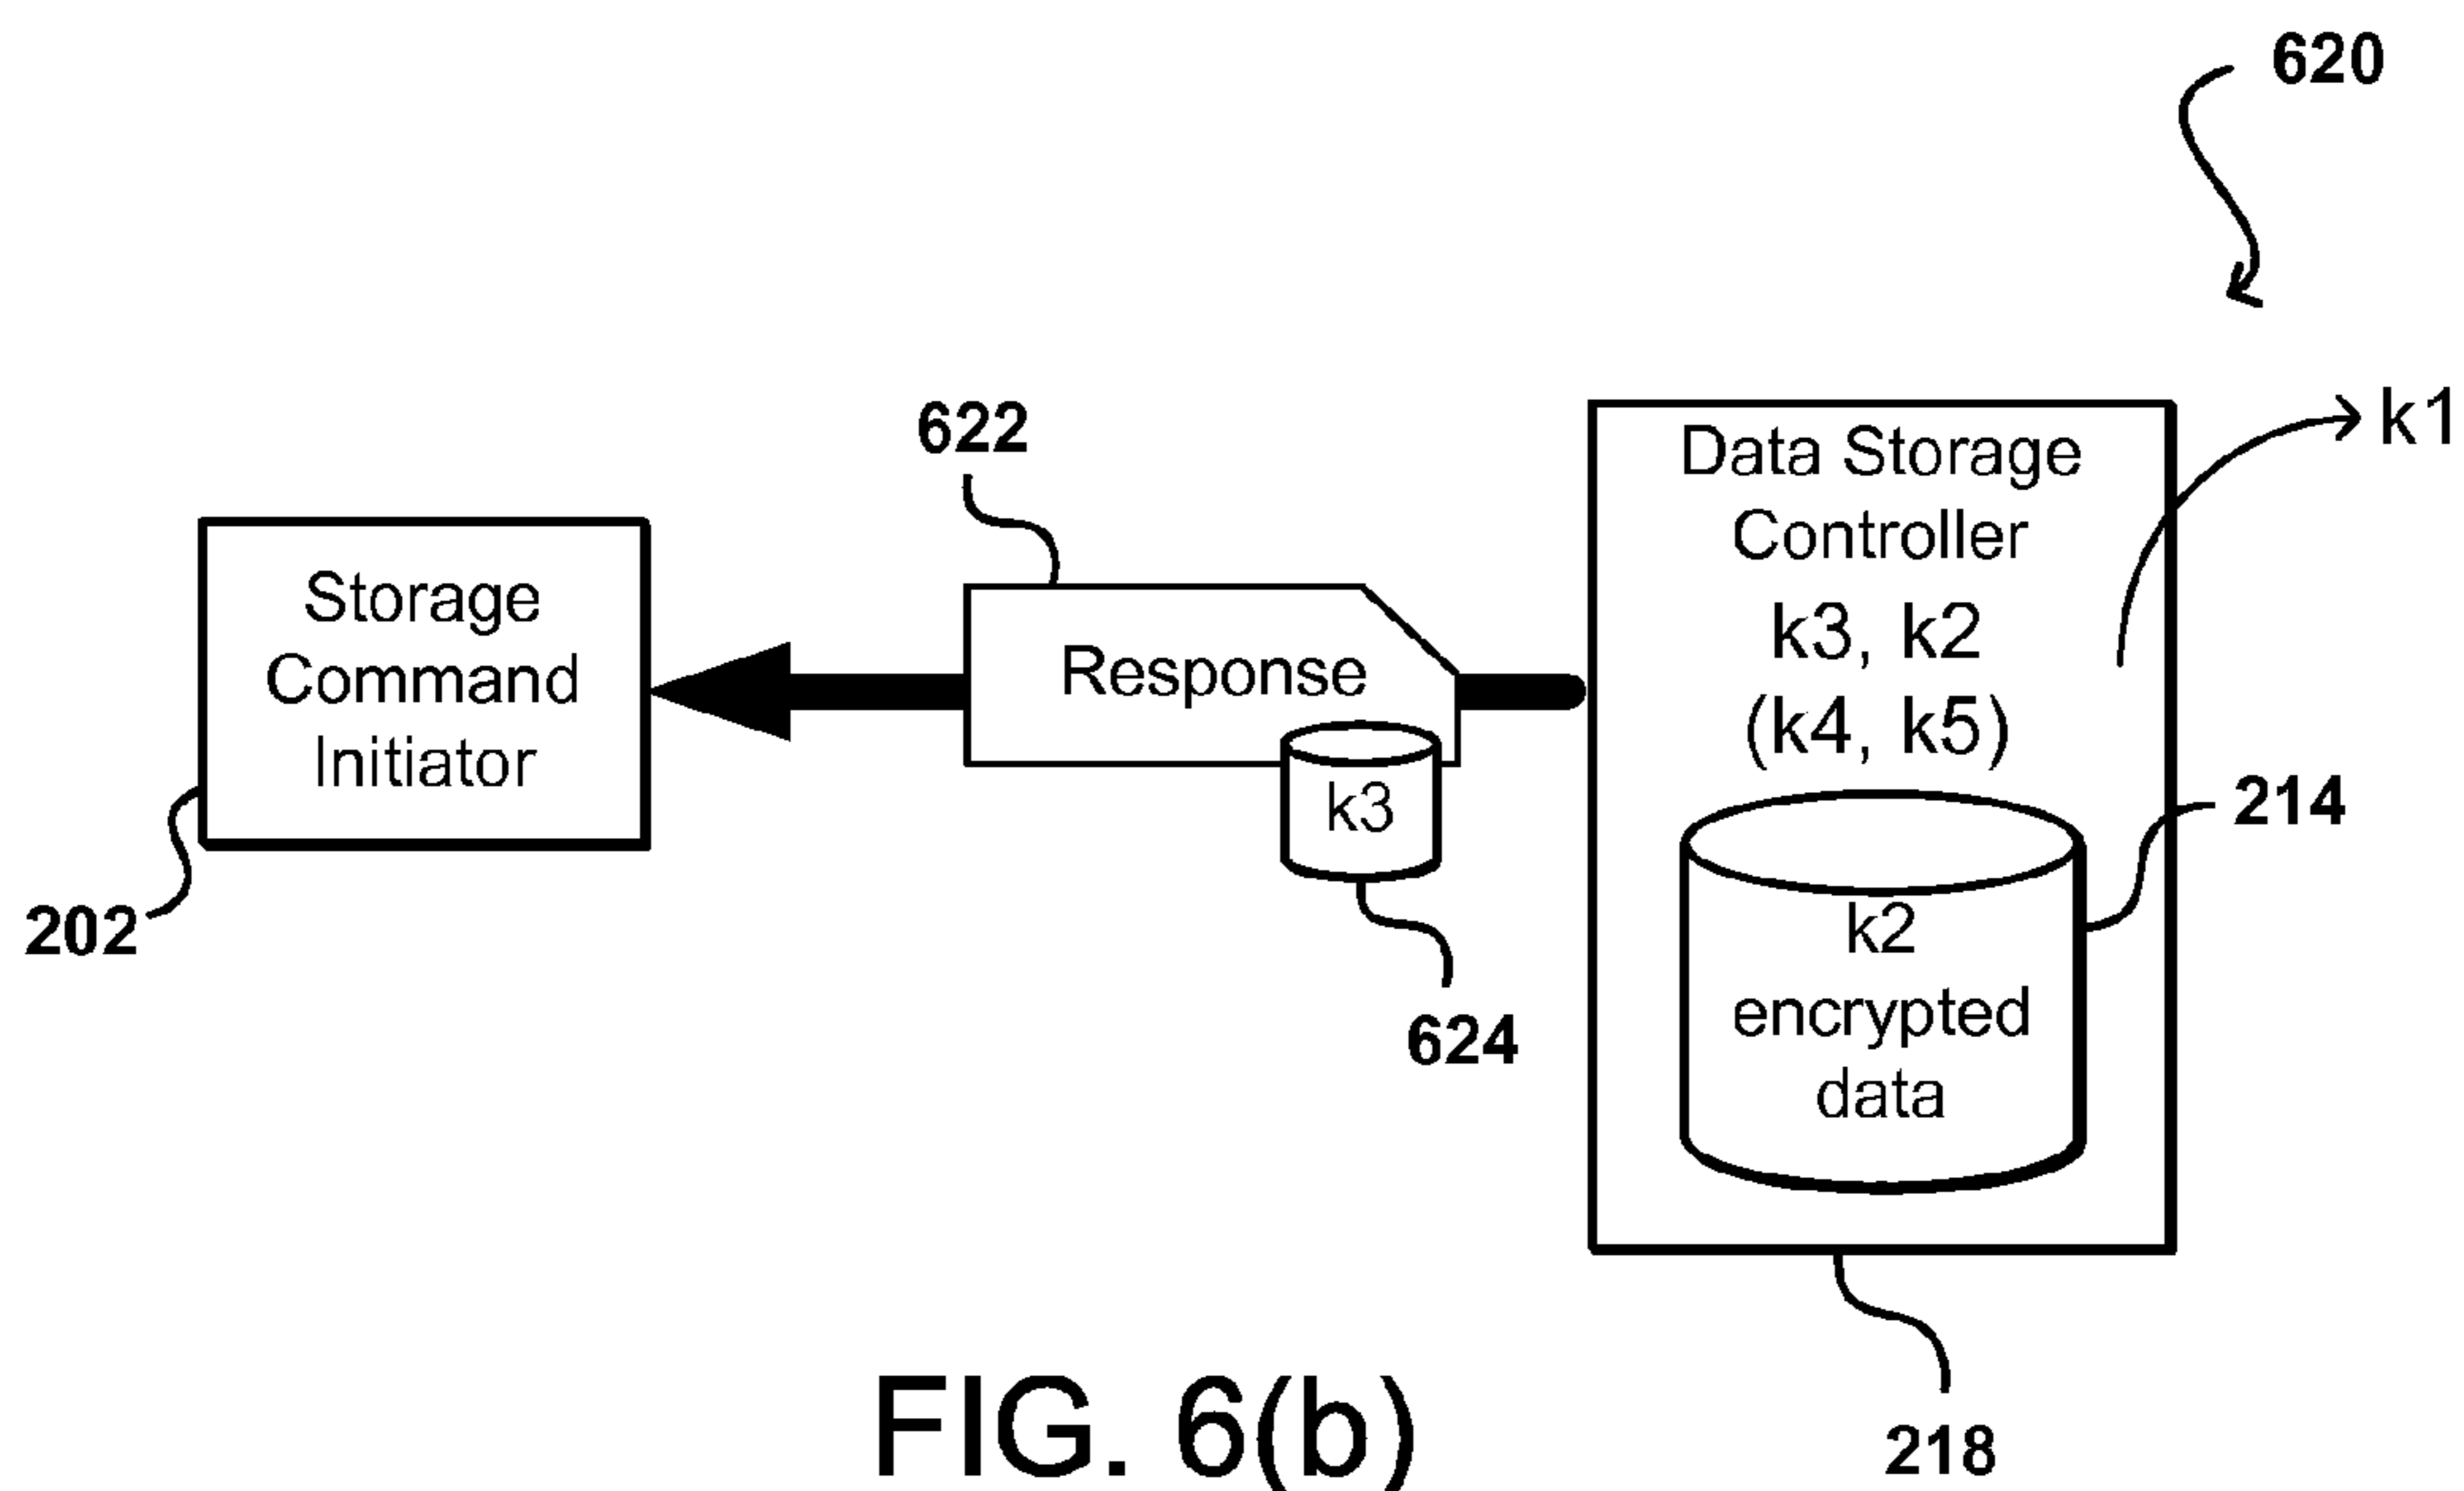 620
k1
622
Data Storage
Controller
k3, k2
(k4, k5)
Storage
Command
Initiator
Response
k3
214
202
k2
encrypted
data
624
218
FIG. 6(b)